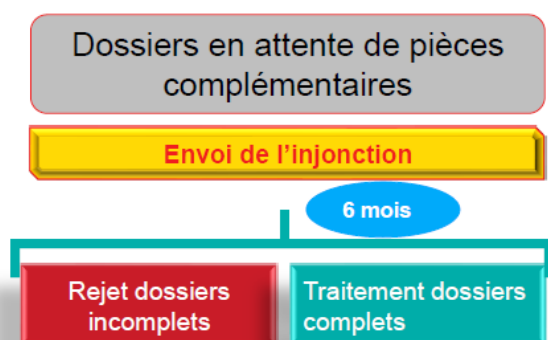 Dossiers en attente de pièces
complémentaires
Envoi de l'injonction
6 mois
Rejet dossiers
incomplets
Traitement dossiers
complets